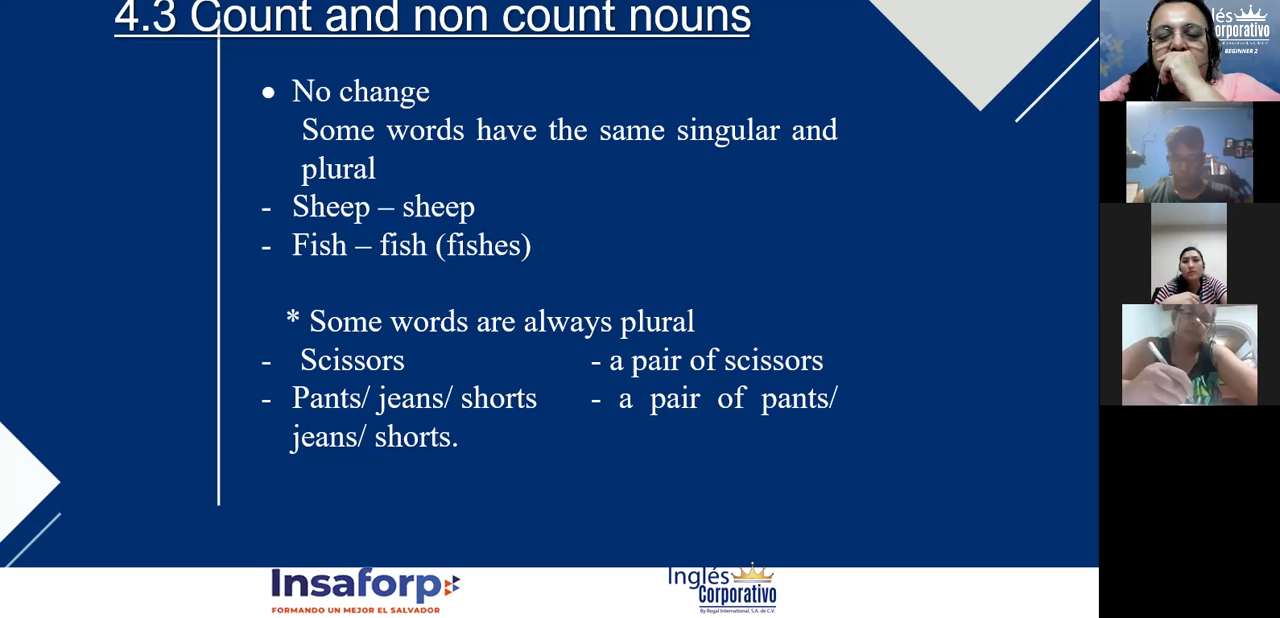 4.3 Count and non count nouns
● No change
Some words have the same singular and
plural
- Sheep – sheep
- Fish – fish (fishes)
* Some words are always plural
- Scissors - a pair of scissors
- Pants/ jeans/ shorts - a pair of pants/
jeans/ shorts.
Insaforp
FORMANDO UN MEJOR EL SALVADOR
Inglés
Corporativo
By Regal International, S.A. de C.V.
lés
orporativo
BEGINNER 2